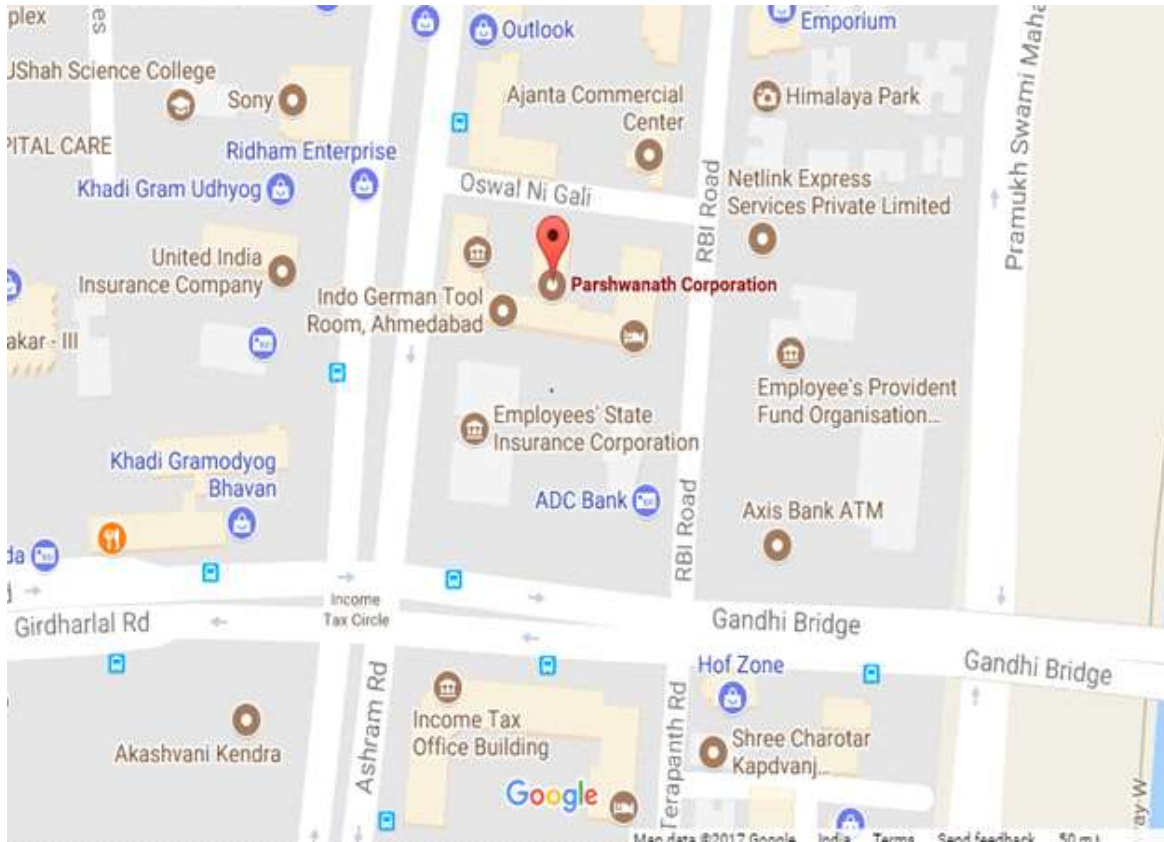 plex
es
JShah Science College
Sony
PITAL CARE
Ridham Enterprise
Khadi Gram Udhyog
United India
Insurance Company
akar - III
Khadi Gramodyog
Bhavan
da
Girdharlal Rd
Income
Tax Circle
Akashvani Kendra
Ashram Rd
Outlook
Emporium
Ajanta Commercial
Center
Himalaya Park
Oswal Ni Gali
RBI Road
Netlink Express
Services Private Limited
Pramukh Swami Maha
Parshwanath Corporation
Indo German Tool
Room, Ahmedabad
Employee's Provident
Fund Organisation...
Employees' State
Insurance Corporation
ADC Bank
RBI Road
Axis Bank ATM
Gandhi Bridge
Gandhi Bridge
Hof Zone
Income Tax
Office Building
Terapanth Rd
Shree Charotar
Kapdvanj...
Google
Map data ©2017 Google India Terms Send feedback 50 m